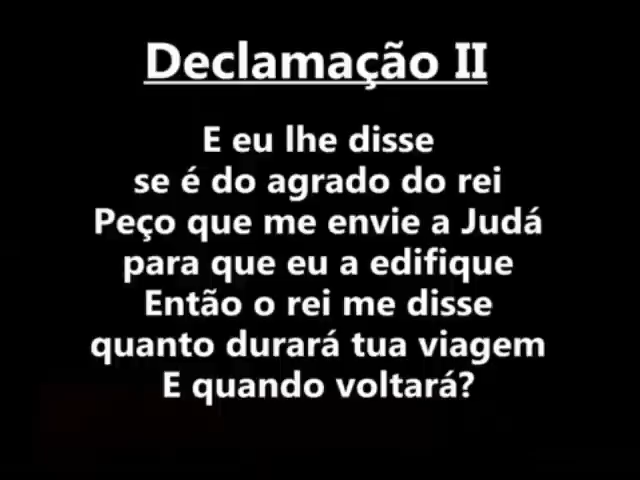 Declamação II
E eu lhe disse
se é do agrado do rei
Peço que me envie a Judá
para que eu a edifique
Então o rei me disse
quanto durará tua viagem
E quando voltará?